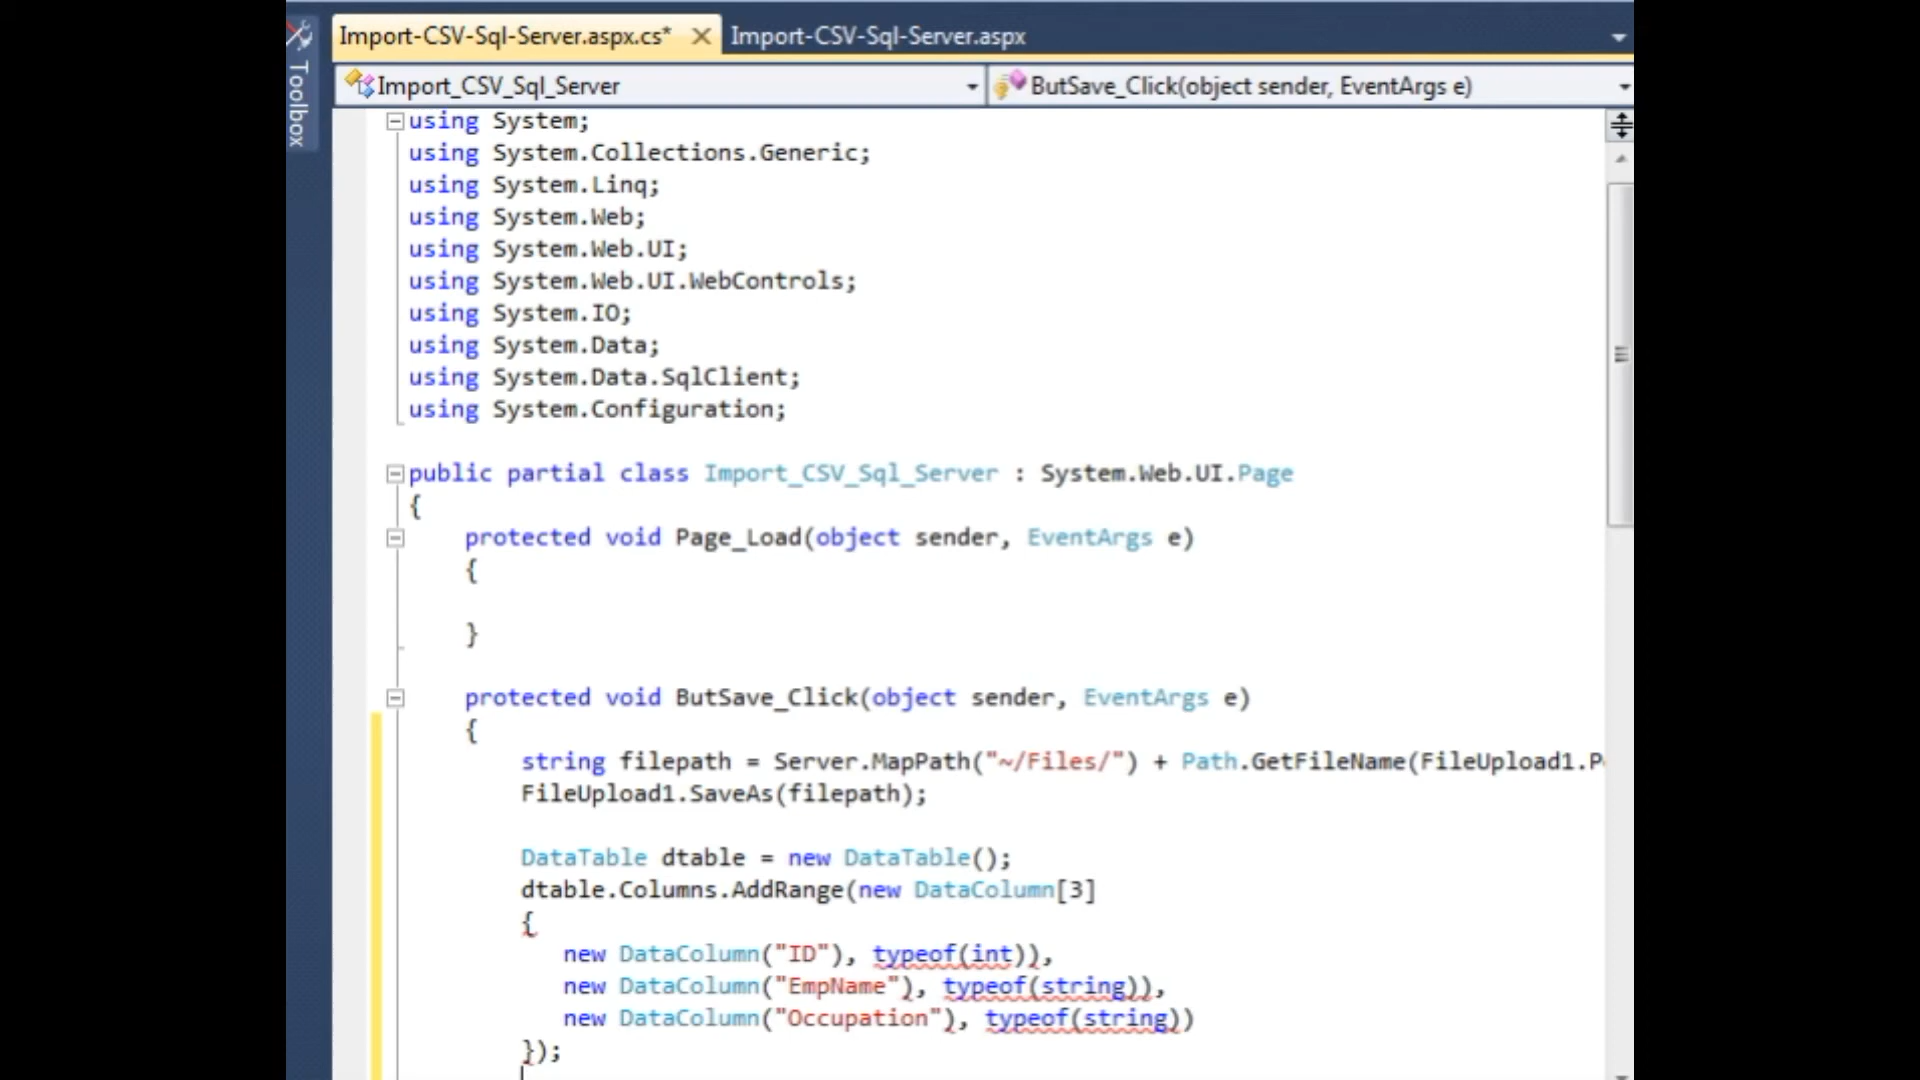 Toolbox
Import-CSV-Sql-Server.aspx.cs* Import-CSV-Sql-Server.aspx
Import_CSV_Sql_Server ButSave_Click(object sender, EventArgs e)
using System;
using System.Collections.Generic;
using System.Linq;
using System.Web;
using System.Web.UI;
using System.Web.UI.WebControls;
using System.IO;
using System.Data;
using System.Data.SqlClient;
using System.Configuration;
public partial class Import_CSV_Sql_Server : System.Web.UI.Page
{
protected void Page_Load(object sender, EventArgs e)
{
}
protected void ButSave_Click(object sender, EventArgs e)
{
string filepath = Server.MapPath("~/Files/") + Path.GetFileName(FileUpload1.P
FileUpload1.SaveAs(filepath);
DataTable dtable = new DataTable();
dtable.Columns.AddRange(new DataColumn[3]
{
new DataColumn("ID"), typeof(int)),
new DataColumn("EmpName"), typeof(string)),
new DataColumn("Occupation"), typeof(string))
});